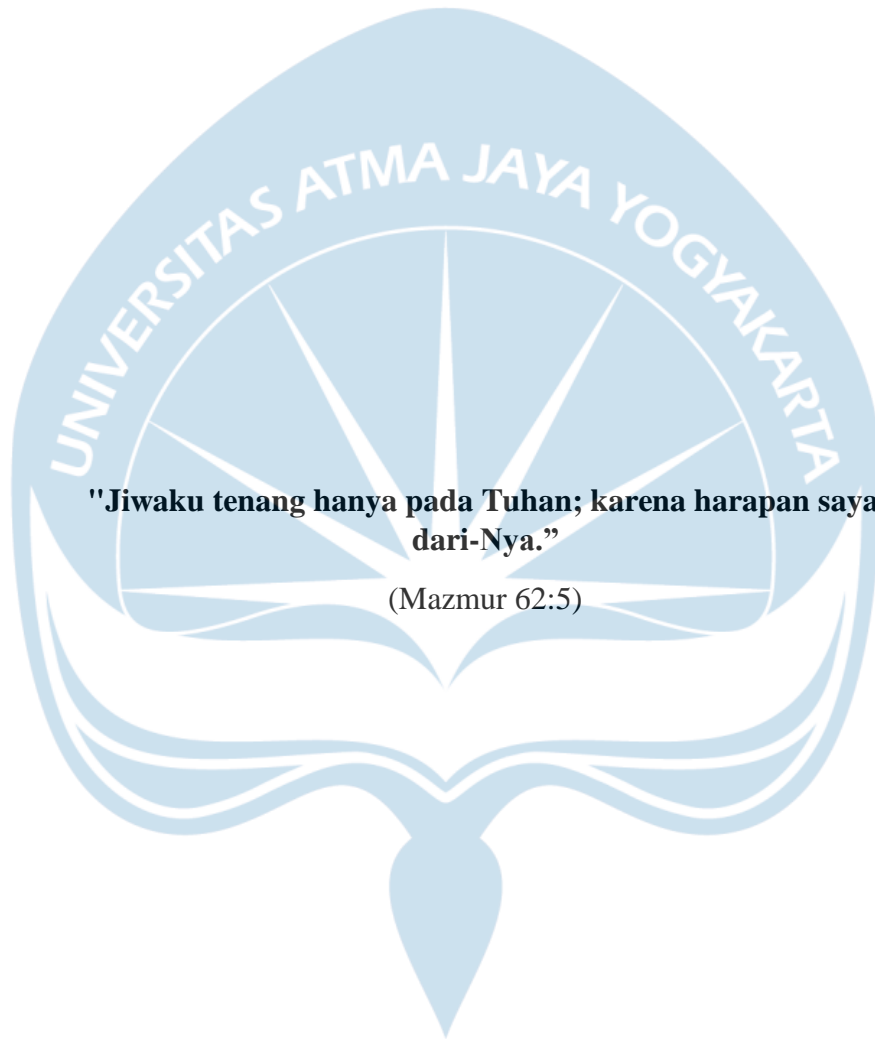 UNIVERSITAS ATMA JAYA YOGYAKARTA
"Jiwaku tenang hanya pada Tuhan; karena harapan saya
dari-Nya.”
(Mazmur 62:5)